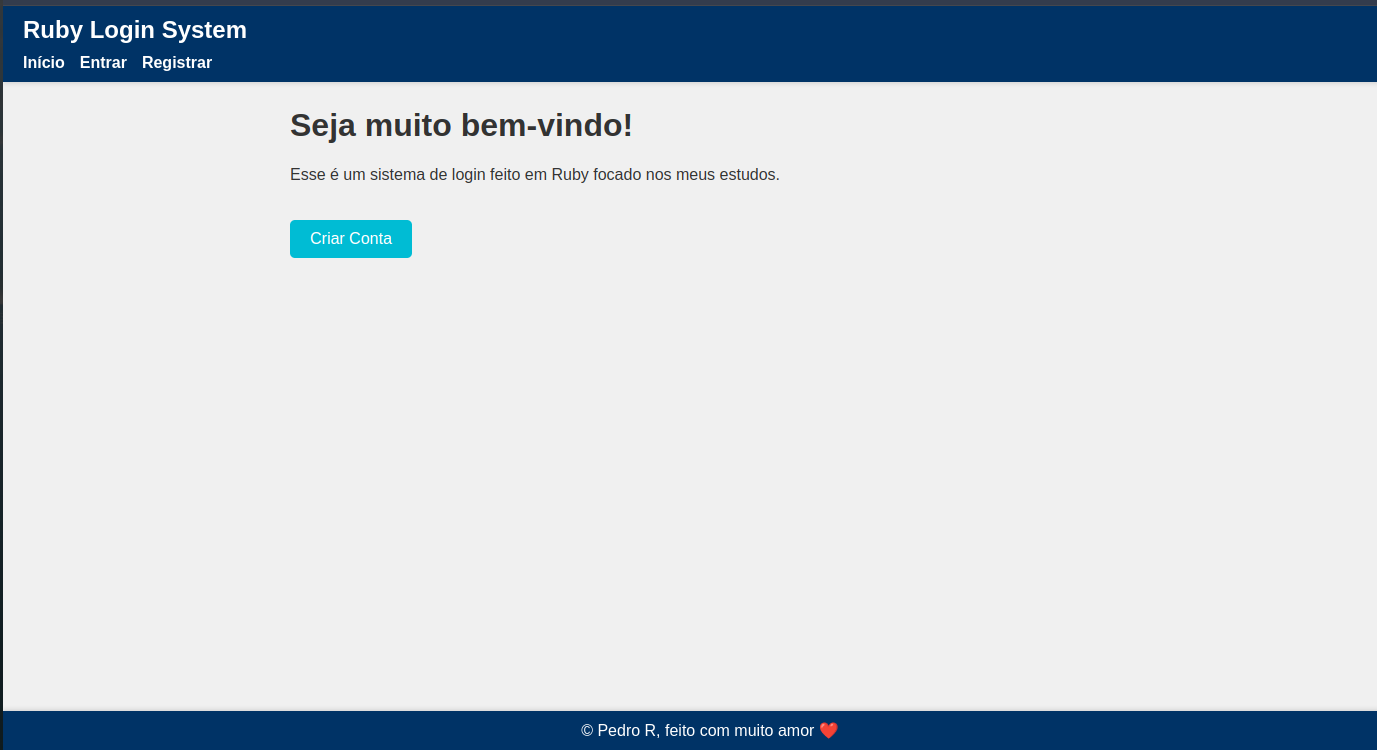 Ruby Login System
Início Entrar Registrar
Seja muito bem-vindo!
Esse é um sistema de login feito em Ruby focado nos meus estudos.
Criar Conta
© Pedro R, feito com muito amor ❤️